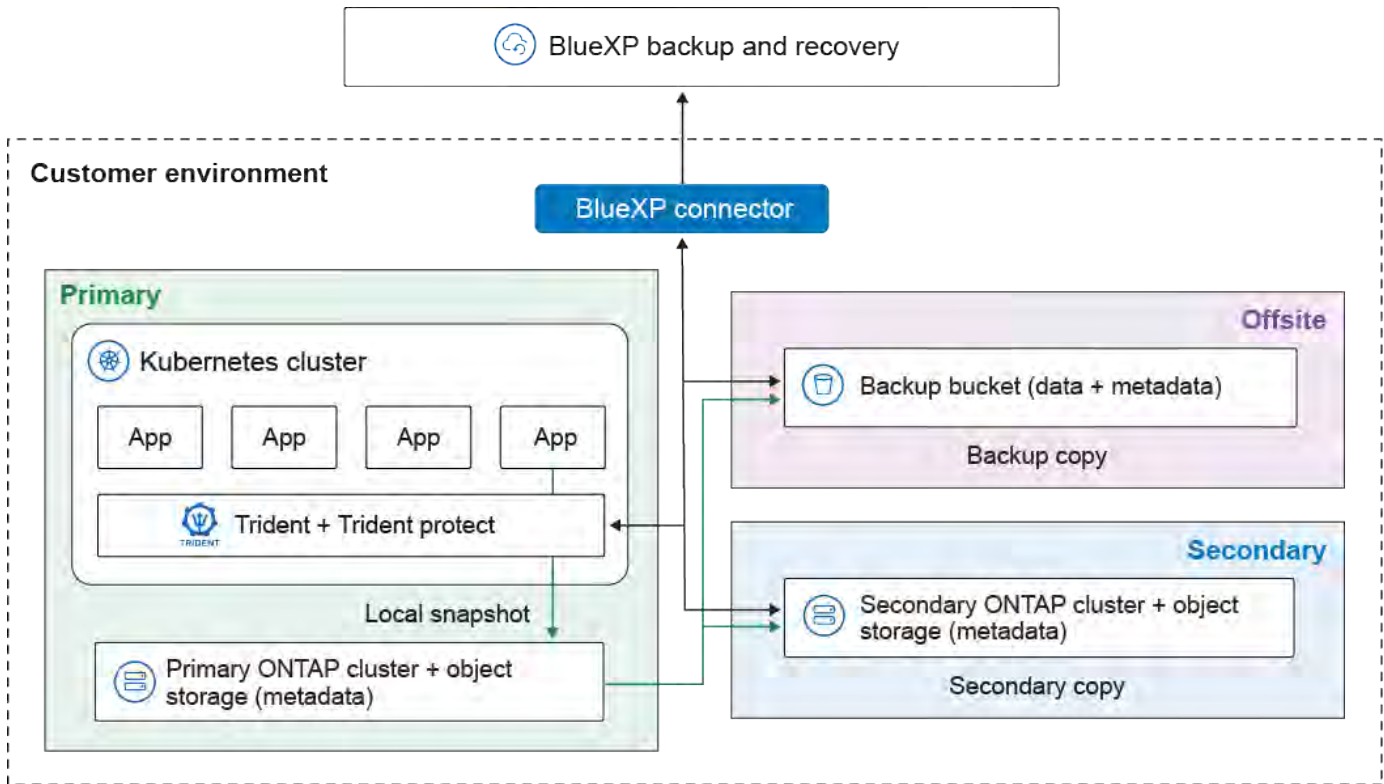 BlueXP backup and recovery
Customer environment
BlueXP connector
Primary
Kubernetes cluster
App
App
App
App
TRIDENT
Trident + Trident protect
Local snapshot
Primary ONTAP cluster + object
storage (metadata)
Offsite
Backup bucket (data + metadata)
Backup copy
Secondary
Secondary ONTAP cluster + object
storage (metadata)
Secondary copy